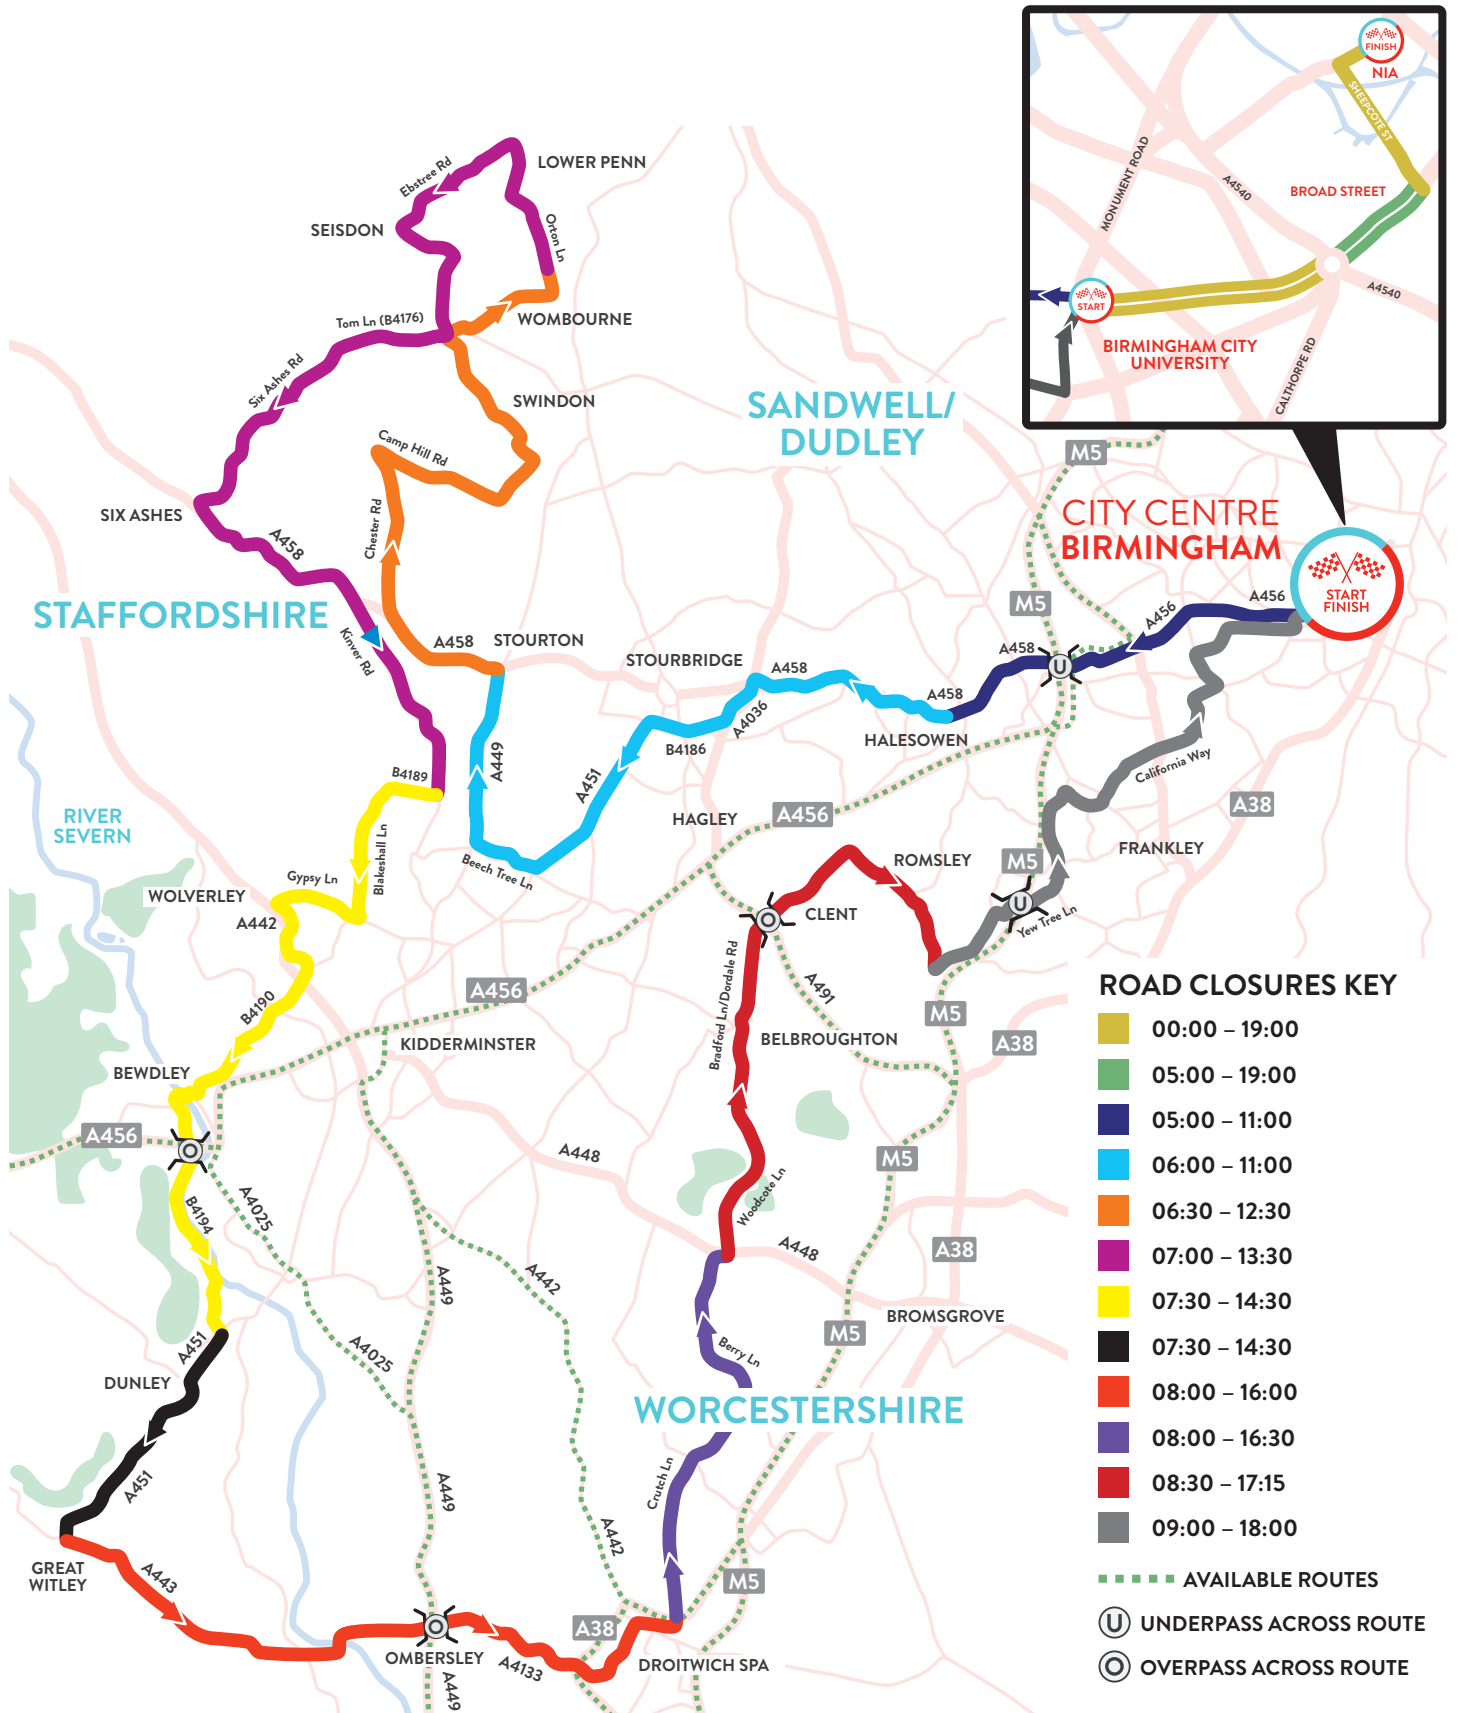 FINISH
NIA
SHEEPCOTE ST
MONUMENT ROAD
A4540
BROAD STREET
A4540
START
BIRMINGHAM CITY
UNIVERSITY
CALTHORPE RD
LOWER PENN
Ebstree Rd
SEISDON
Orton Ln
Tom Ln (B4176)
WOMBOURNE
Six Ashes Rd
SWINDON
SANDWELL/
DUDLEY
Camp Hill Rd
M5
SIX ASHES
A458
Chester Rd
CITY CENTRE
BIRMINGHAM
START
FINISH
STAFFORDSHIRE
Kinver Rd
A458
STOURTON
M5
A456
A456
STOURBRIDGE
A458
A458
A458
A4036
B4186
HALESOWEN
A449
A451
B4189
California Way
RIVER
SEVERN
HAGLEY
A456
A38
Blakeshall Ln
Beech Tree Ln
ROMSLEY
M5
FRANKLEY
Gypsy Ln
WOLVERLEY
A442
CLENT
Yew Tree Ln
Bradford Ln/Dordale Rd
A491
A456
B4190
M5
KIDDERMINSTER
BELBROUGHTON
A38
BEWDLEY
A456
A448
M5
Woodcote Ln
A4025
B4194
A448
A38
A449
A442
BROMSGROVE
M5
A451
A4025
Berry Ln
DUNLEY
WORCESTERSHIRE
A451
A449
Crutch Ln
A442
GREAT
WITLEY
A443
M5
A38
OMBERSLEY
A4133
DROITWICH SPA
A449
ROAD CLOSURES KEY
00:00 – 19:00
05:00 – 19:00
05:00 – 11:00
06:00 – 11:00
06:30 – 12:30
07:00 – 13:30
07:30 – 14:30
07:30 – 14:30
08:00 – 16:00
08:00 – 16:30
08:30 – 17:15
09:00 – 18:00
AVAILABLE ROUTES
U UNDERPASS ACROSS ROUTE
O OVERPASS ACROSS ROUTE
U
U
O
O
O